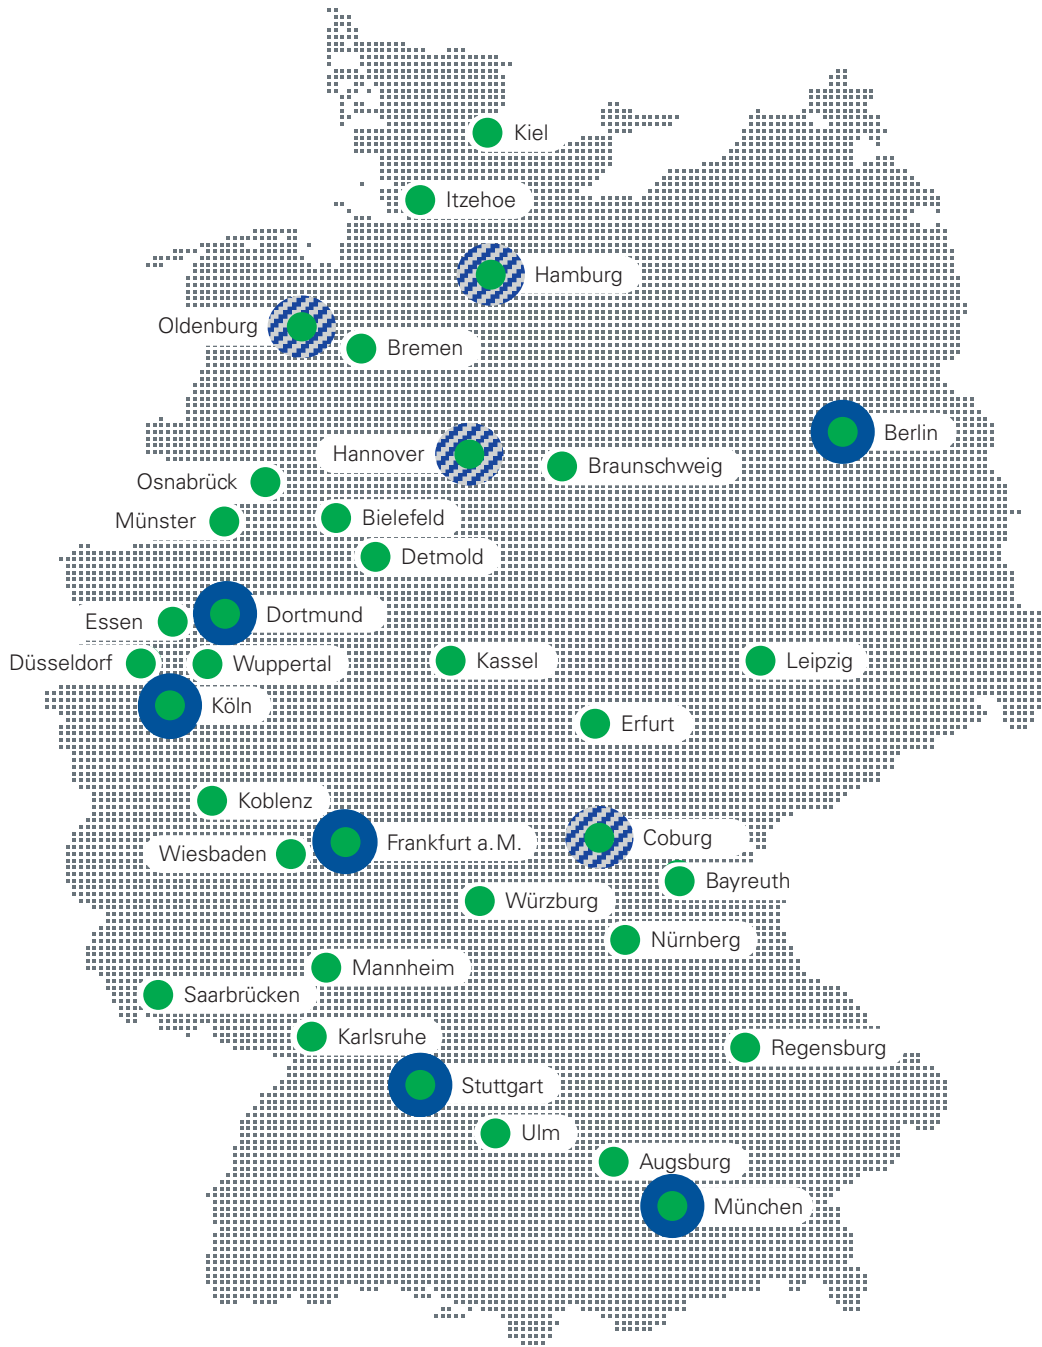 Kiel
Itzehoe
Hamburg
Oldenburg
Bremen
Berlin
Hannover
Braunschweig
Osnabrück
Münster
Bielefeld
Detmold
Essen
Dortmund
Düsseldorf
Wuppertal
Kassel
Leipzig
Köln
Erfurt
Koblenz
Wiesbaden
Frankfurt a. M.
Coburg
Bayreuth
Würzburg
Nürnberg
Mannheim
Saarbrücken
Karlsruhe
Regensburg
Stuttgart
Ulm
Augsburg
München